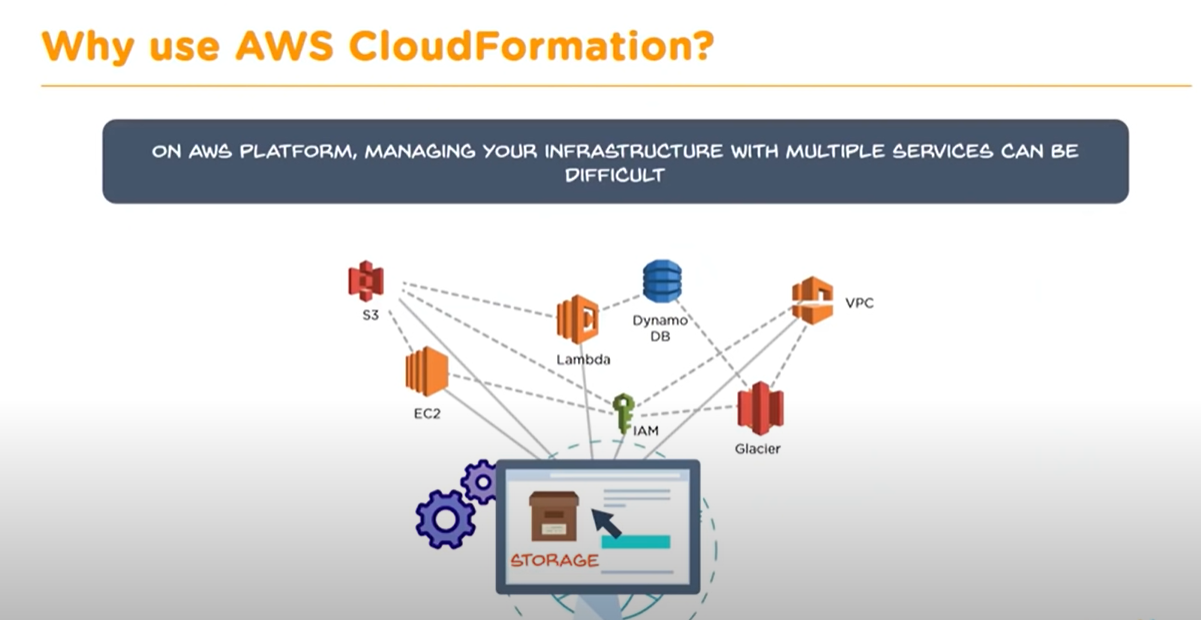 Why use AWS CloudFormation?
ON AWS PLATFORM, MANAGING YOUR INFRASTRUCTURE WITH MULTIPLE SERVICES CAN BE
DIFFICULT
S3
Lambda
Dynamo
DB
VPC
EC2
IAM
Glacier
STORAGE